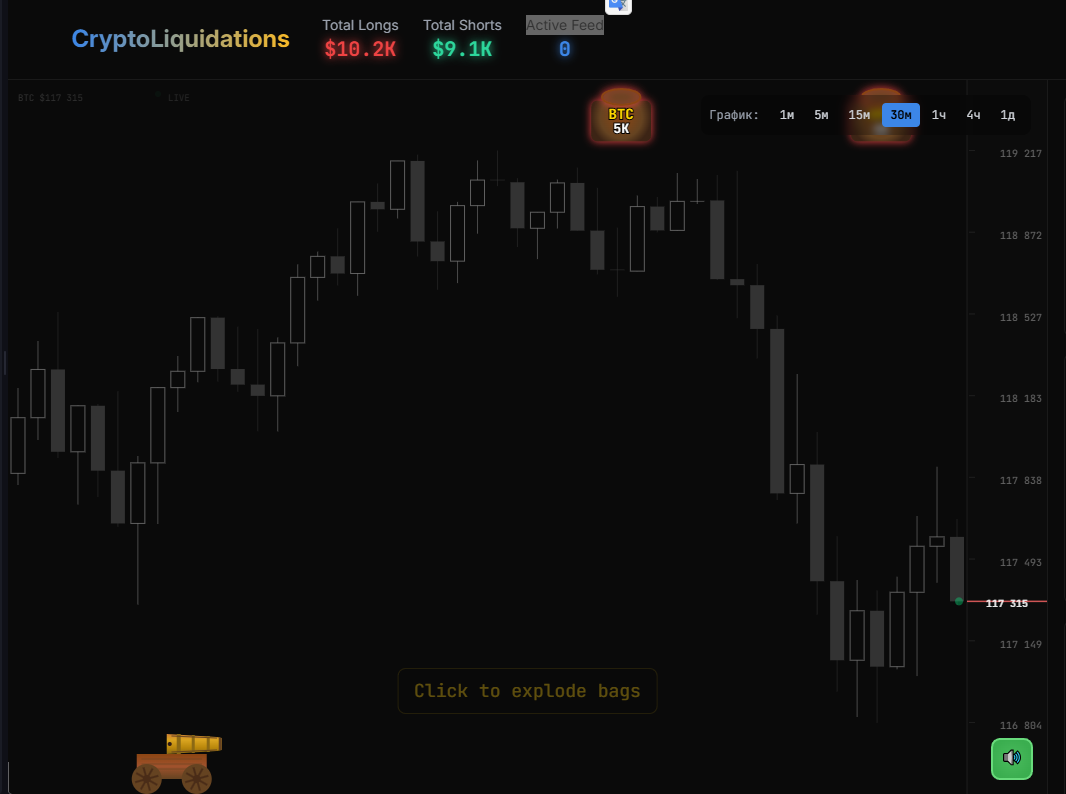 CryptoLiquidations
Total Longs
$10.2K
Total Shorts
$9.1K
Active Feed
0
BTC $117 315
LIVE
BTC
5K
График: 1м 5м 15м 30м 1ч 4ч 1д
119 217
118 872
118 527
118 183
117 838
117 493
117 315
117 149
116 804
Click to explode bags